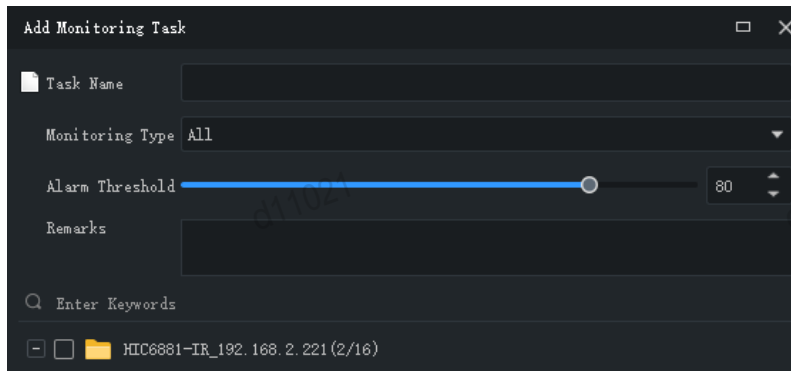 Add Monitoring Task
Task Name
Monitoring Type All
Alarm Threshold 80
d11021
Remarks
Enter Keywords
HIC6881-IR_192.168.2.221(2/16)